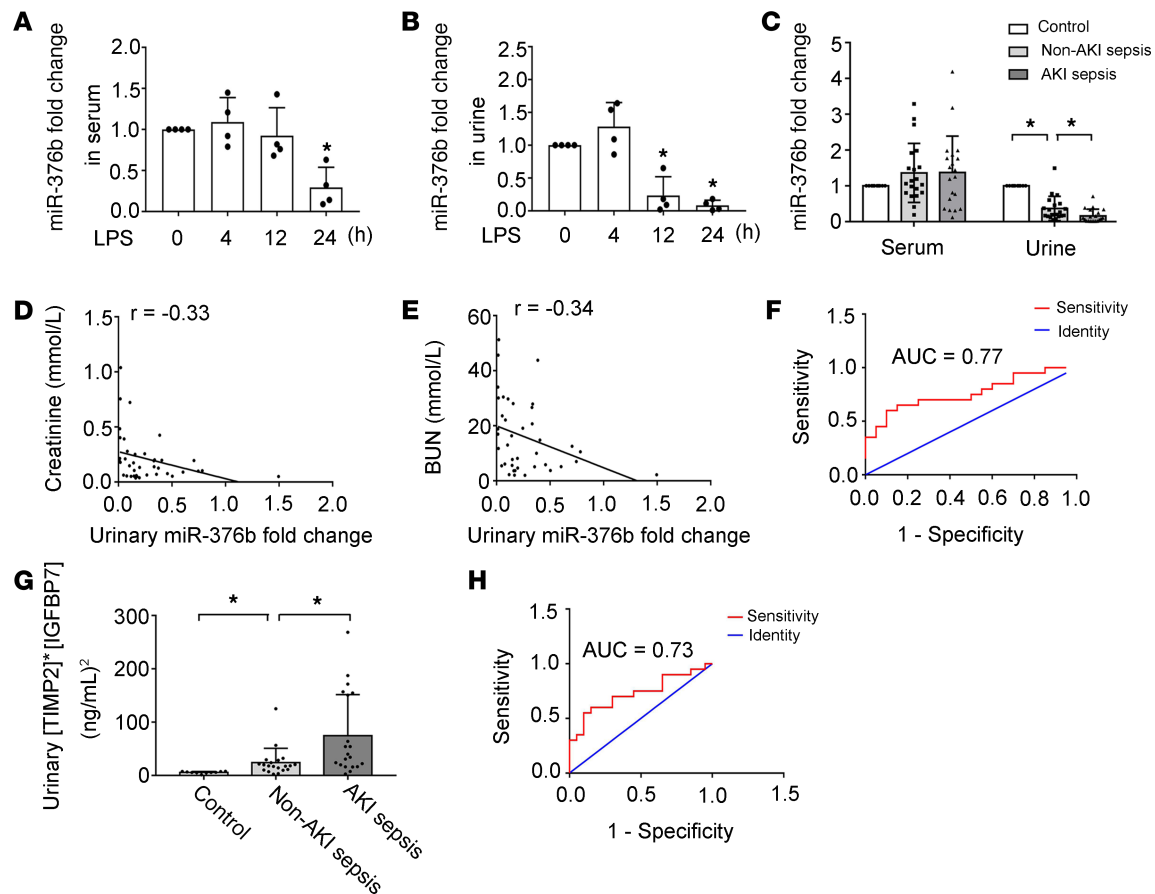 A
miR-376b fold change
in serum
2.0
1.5
1.0
0.5
0.0
*
LPS 0 4 12 24 (h)
B
miR-376b fold change
in urine
2.5
2.0
1.5
1.0
0.5
0.0
*
*
LPS 0 4 12 24 (h)
C
miR-376b fold change
Control
Non-AKI sepsis
AKI sepsis
5
4
3
2
1
0
* *
Serum Urine
D
Creatinine (mmol/L)
r = -0.33
1.5
1.0
0.5
0.0
0.0 0.5 1.0 1.5 2.0
Urinary miR-376b fold change
E
BUN (mmol/L)
r = -0.34
60
40
20
0
0.0 0.5 1.0 1.5 2.0
Urinary miR-376b fold change
F
Sensitivity
Sensitivity
Identity
AUC = 0.77
1.5
1.0
0.5
0.0
0.0 0.2 0.4 0.6 0.8 1.0
1 - Specificity
G
Urinary [TIMP2]*[IGFBP7]
(ng/mL)²
300
200
100
0
* *
Control
Non-AKI sepsis
AKI sepsis
H
Sensitivity
Sensitivity
Identity
AUC = 0.73
1.5
1.0
0.5
0.0
0.0 0.5 1.0 1.5
1 - Specificity